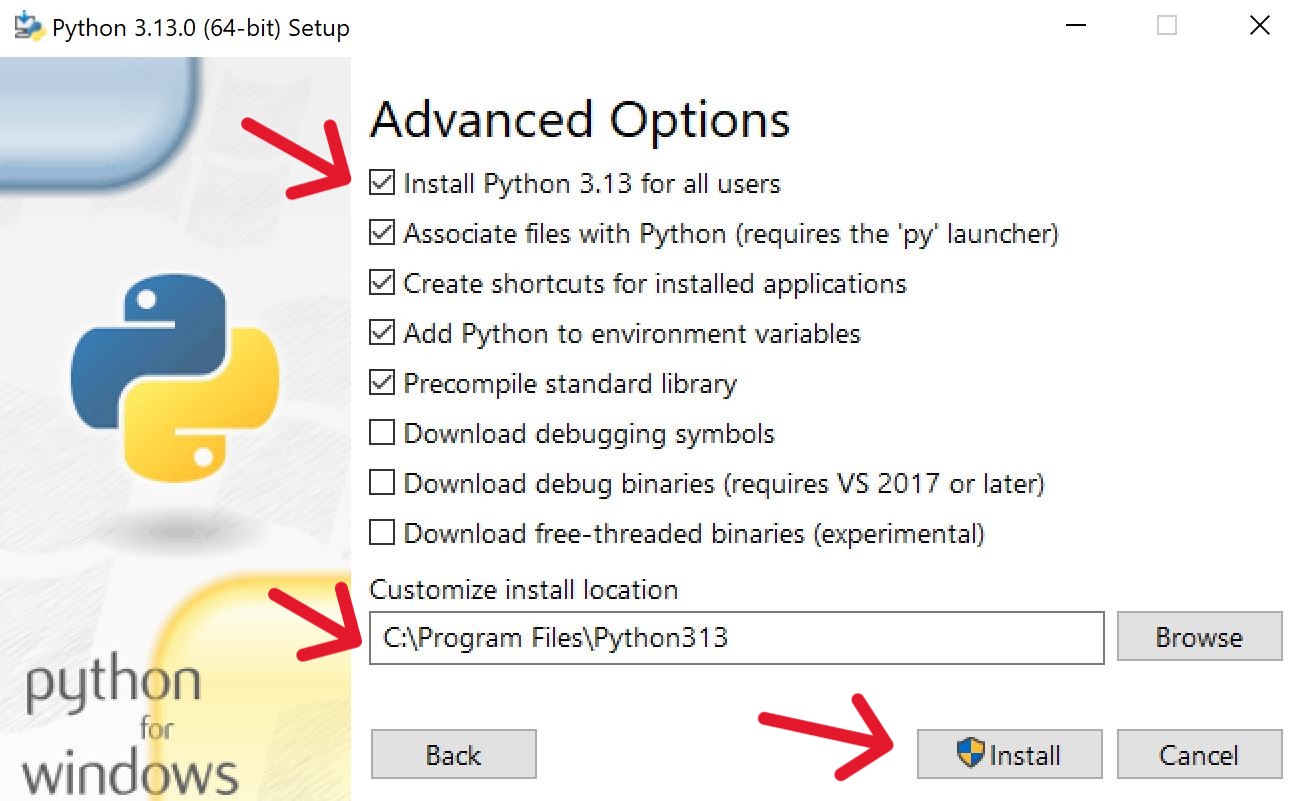 Python 3.13.0 (64-bit) Setup
Advanced Options
Install Python 3.13 for all users
Associate files with Python (requires the 'py' launcher)
Create shortcuts for installed applications
Add Python to environment variables
Precompile standard library
Download debugging symbols
Download debug binaries (requires VS 2017 or later)
Download free-threaded binaries (experimental)
Customize install location
C:\Program Files\Python313
Browse
python
for
windows
Back
Install
Cancel